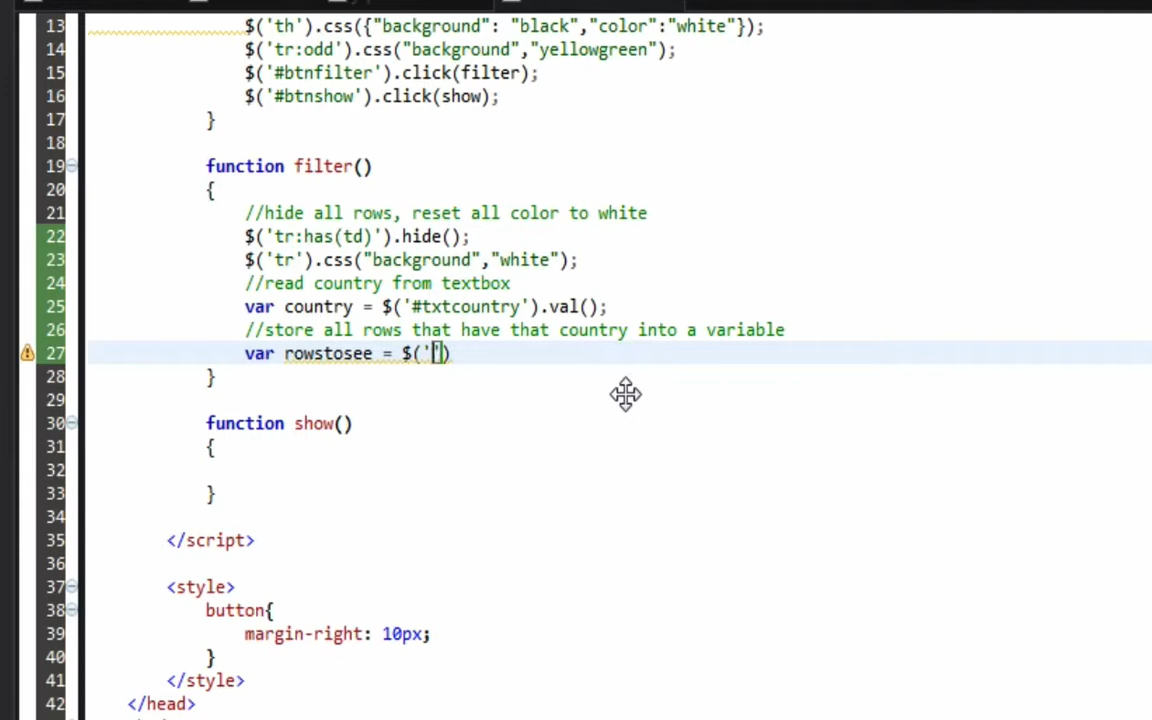 13 $('th').css({"background": "black","color":"white"});
14 $('tr:odd').css("background","yellowgreen");
15 $('#btnfilter').click(filter);
16 $('#btnshow').click(show);
17 }
18
19 function filter()
20 {
21 //hide all rows, reset all color to white
22 $('tr:has(td)').hide();
23 $('tr').css("background","white");
24 //read country from textbox
25 var country = $('#txtcountry').val();
26 //store all rows that have that country into a variable
27 var rowstosee = $('')
28 }
29
30 function show()
31 {
32
33 }
34
35 </script>
36
37 <style>
38 button{
39 margin-right: 10px;
40 }
41 </style>
42 </head>